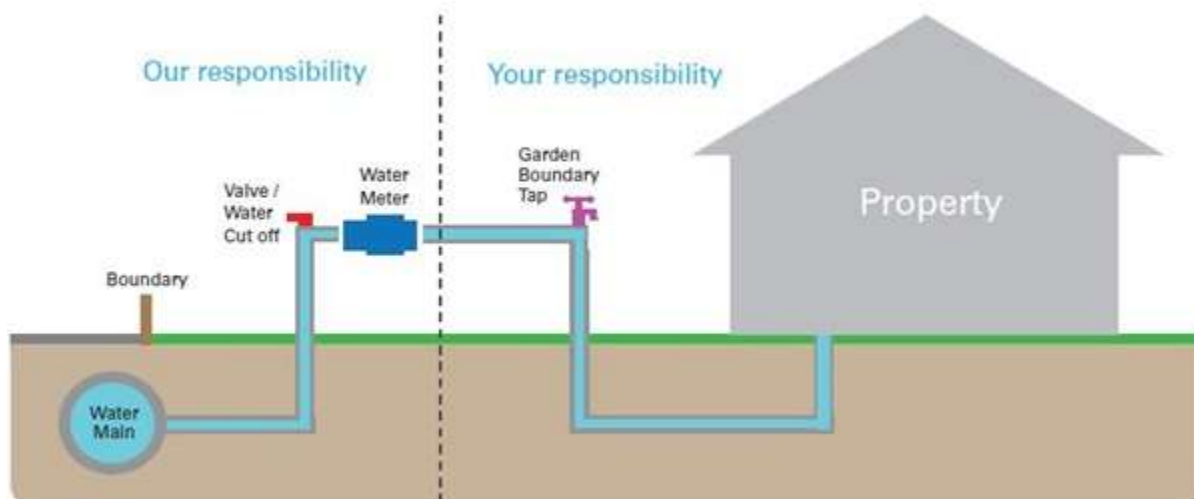 Our responsibility
Your responsibility
Valve /
Water
Cut off
Water
Meter
Garden
Boundary
Tap
Property
Boundary
Water
Main